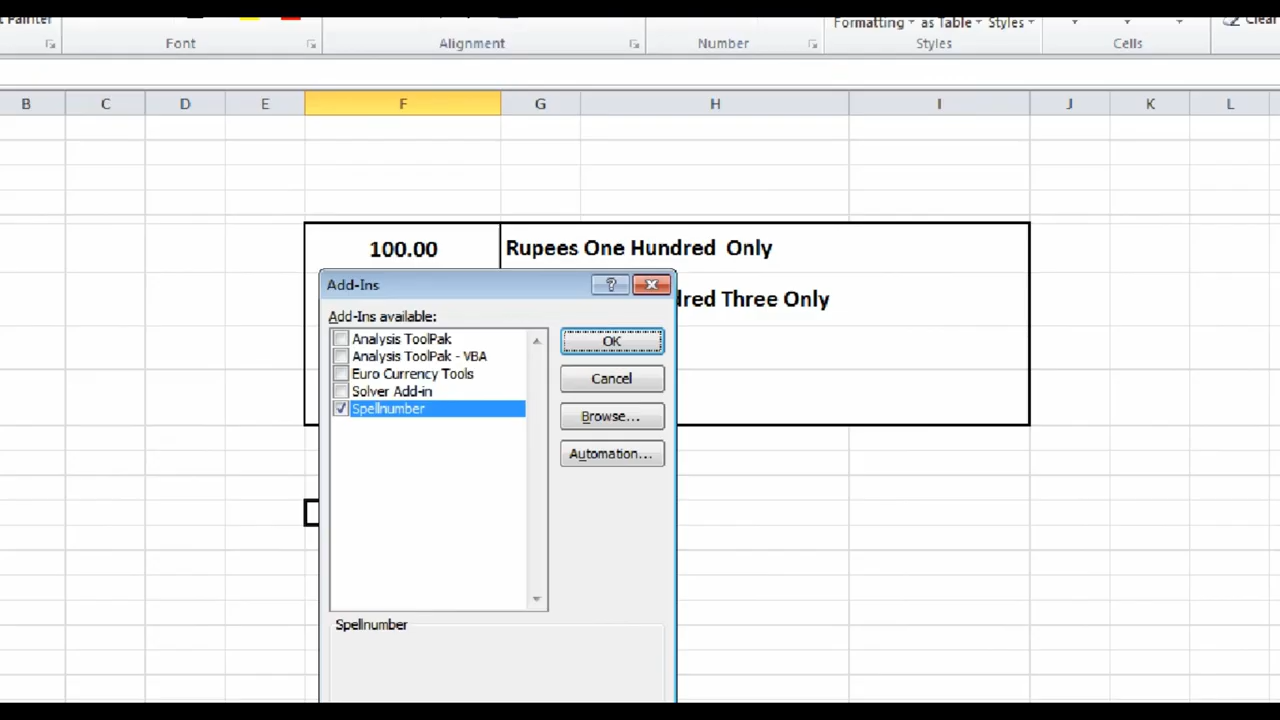 Painter
Clear
Formatting as Table Styles
Font Alignment Number Styles Cells
B C D E F G H I J K L
100.00 Rupees One Hundred  Only
Add-Ins
dred Three Only
Add-Ins available:
Analysis ToolPak
Analysis ToolPak - VBA
Euro Currency Tools
Solver Add-in
Spellnumber
OK
Cancel
Browse...
Automation...
Spellnumber